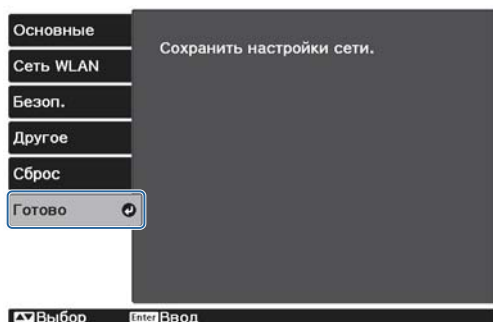 Основные
Сеть WLAN
Безоп.
Другое
Сброс
Готово
Сохранить настройки сети.
Выбор Enter Ввод